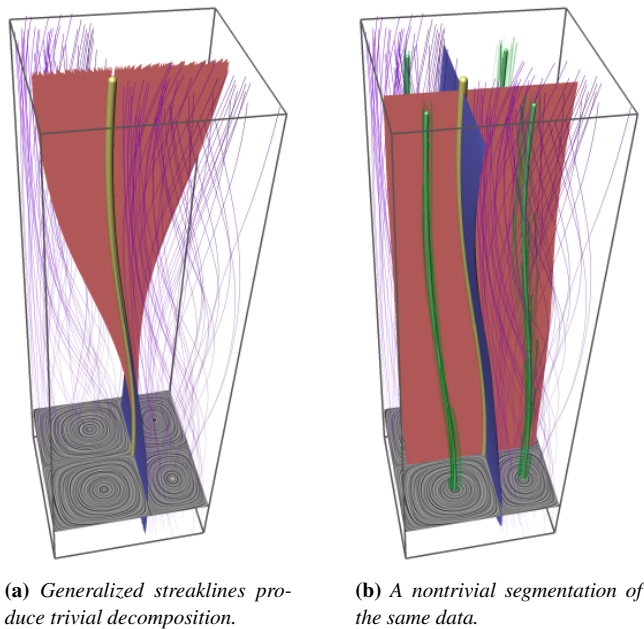 (a) Generalized streaklines pro-
duce trivial decomposition.
(b) A nontrivial segmentation of
the same data.